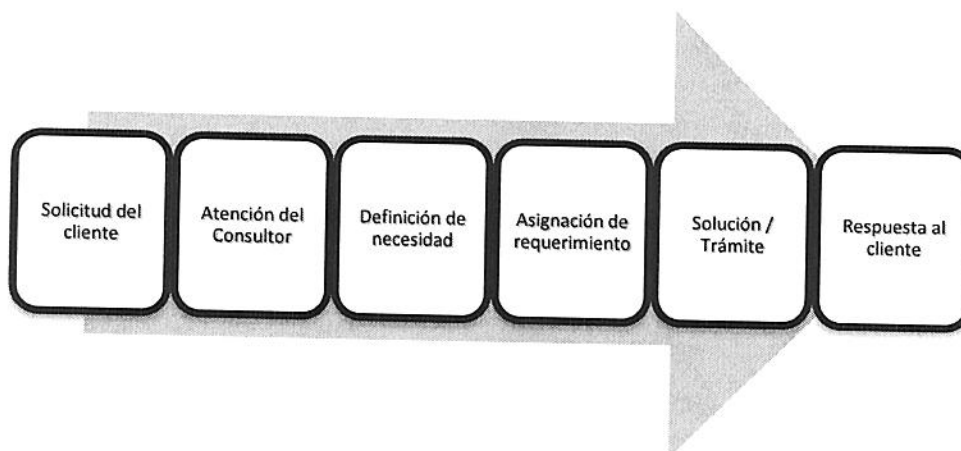 Solicitud del
cliente
Atención del
Consultor
Definición de
necesidad
Asignación de
requerimiento
Solución /
Trámite
Respuesta al
cliente